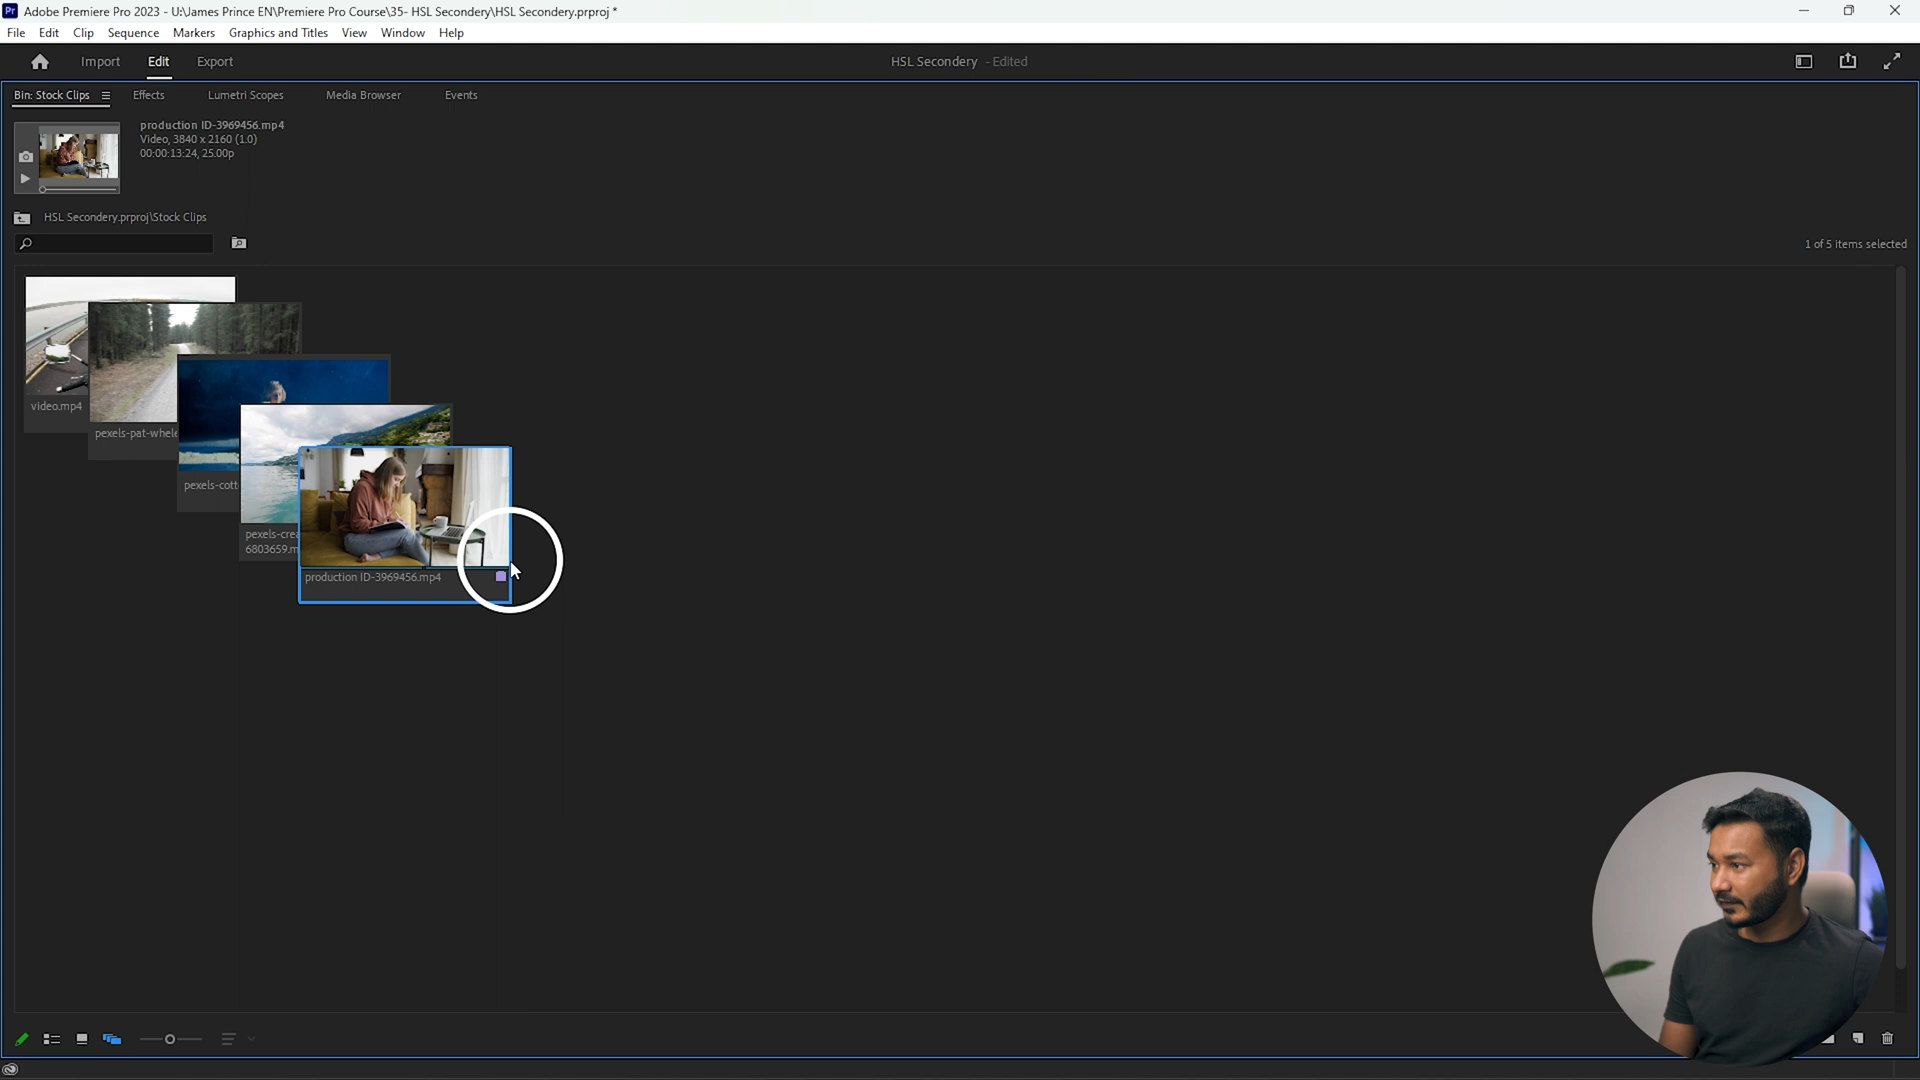 Adobe Premiere Pro 2023 - U:\James Prince EN\Premiere Pro Course\35- HSL Secondery\HSL Secondery.prproj *
File Edit Clip Sequence Markers Graphics and Titles View Window Help
Import Edit Export HSL Secondery - Edited
Bin: Stock Clips Effects Lumetri Scopes Media Browser Events
production ID-3969456.mp4
Video, 3840 x 2160 (1.0)
00:00:13:24, 25.00p
HSL Secondery.prproj\Stock Clips
1 of 5 items selected
video.mp4
pexels-pat-whele
pexels-cott
pexels-crea
6803659.m
production ID-3969456.mp4